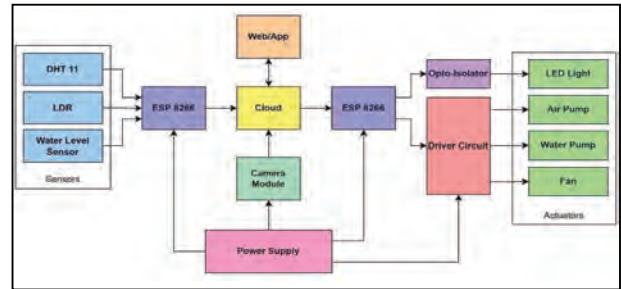 Web/App
DHT 11
LDR
Water Level
Sensor
Sensors
ESP 8266
Cloud
ESP 8266
Camera
Module
Power Supply
Opto-Isolator
Driver Circuit
LED Light
Air Pump
Water Pump
Fan
Actuators